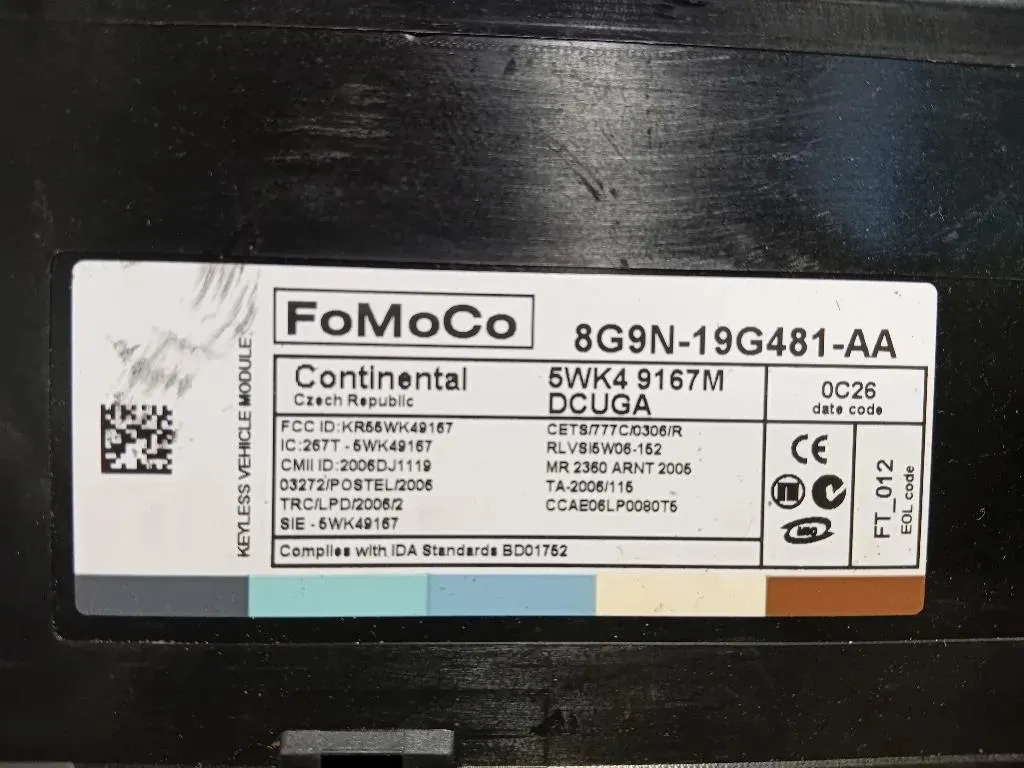 KEYLESS VEHICLE MODULE
FoMoCo
8G9N-19G481-AA
Continental
Czech Republic
5WK4 9167M
DCUGA
0C26
date code
FCC ID:KR55WK49167
IC:267T - 5WK49167
CMII ID:2006DJ1119
03272/POSTEL/2006
TRC/LPD/2006/2
SIE - 5WK49167
CETS/777C/0306/R
RLVSI5W06-152
MR 2360 ARNT 2006
TA-2006/115
CCAE06LP0080T5
CE
FT_012
EOL code
Complies with IDA Standards BD01752